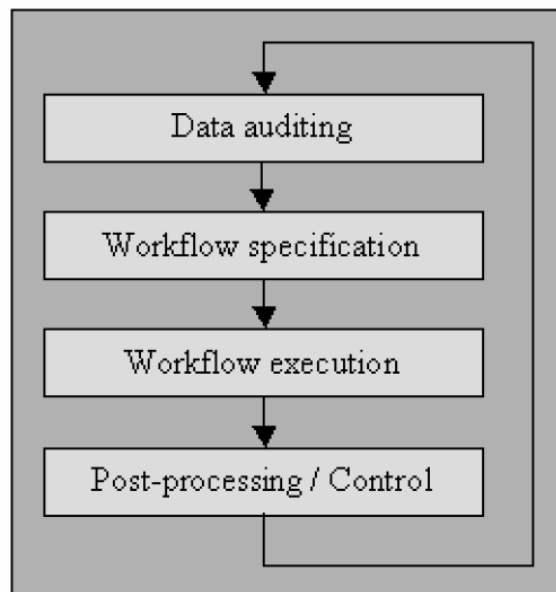 Data auditing
Workflow specification
Workflow execution
Post-processing / Control